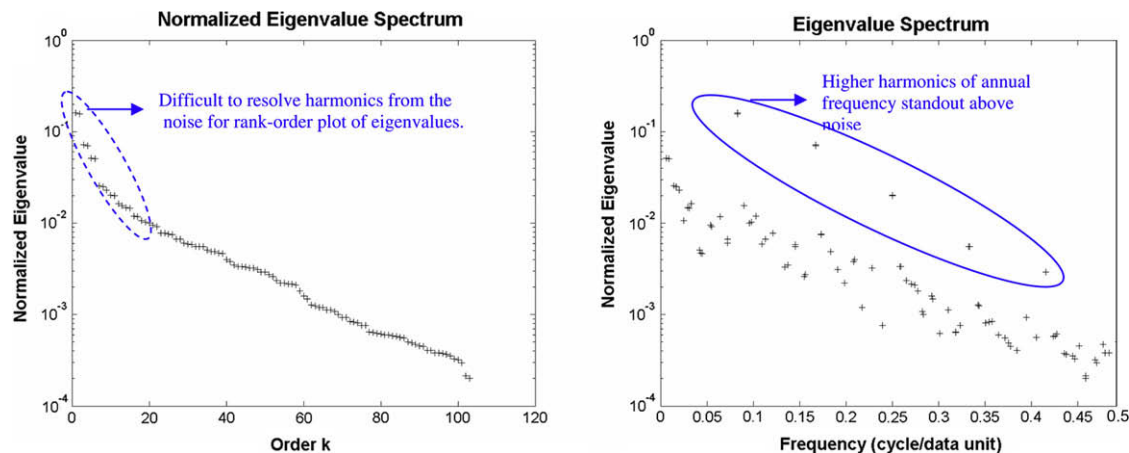 Normalized Eigenvalue Spectrum
10^0
10^-1
10^-2
10^-3
10^-4
Normalized Eigenvalue
Difficult to resolve harmonics from the
noise for rank-order plot of eigenvalues.
0 20 40 60 80 100 120
Order k
Eigenvalue Spectrum
10^0
10^-1
10^-2
10^-3
10^-4
Normalized Eigenvalue
Higher harmonics of annual
frequency standout above
noise
0 0.05 0.1 0.15 0.2 0.25 0.3 0.35 0.4 0.45 0.5
Frequency (cycle/data unit)